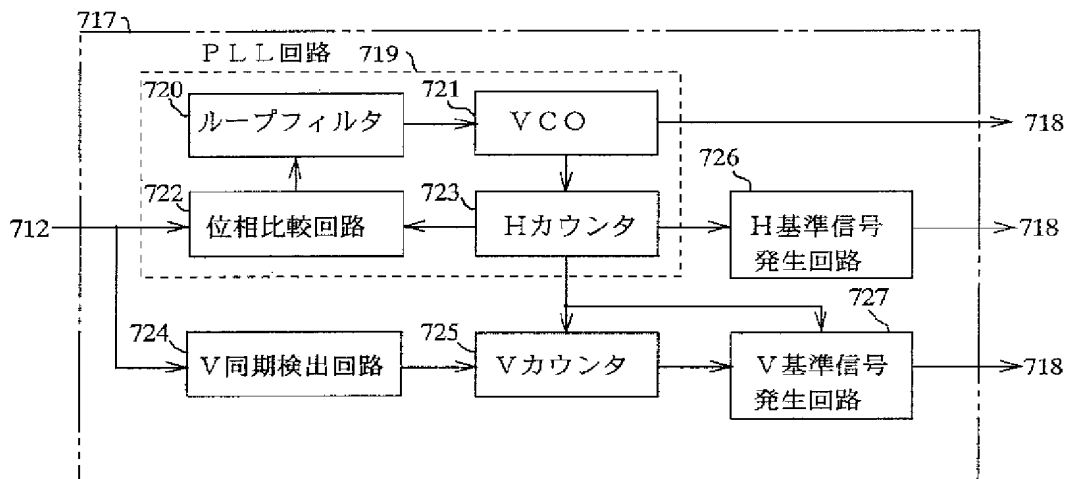 717
PLL回路
719
720
ループフィルタ
721
VCO
718
722
位相比較回路
723
Hカウンタ
726
H基準信号
発生回路
712
718
724
V同期検出回路
725
Vカウンタ
727
V基準信号
発生回路
718